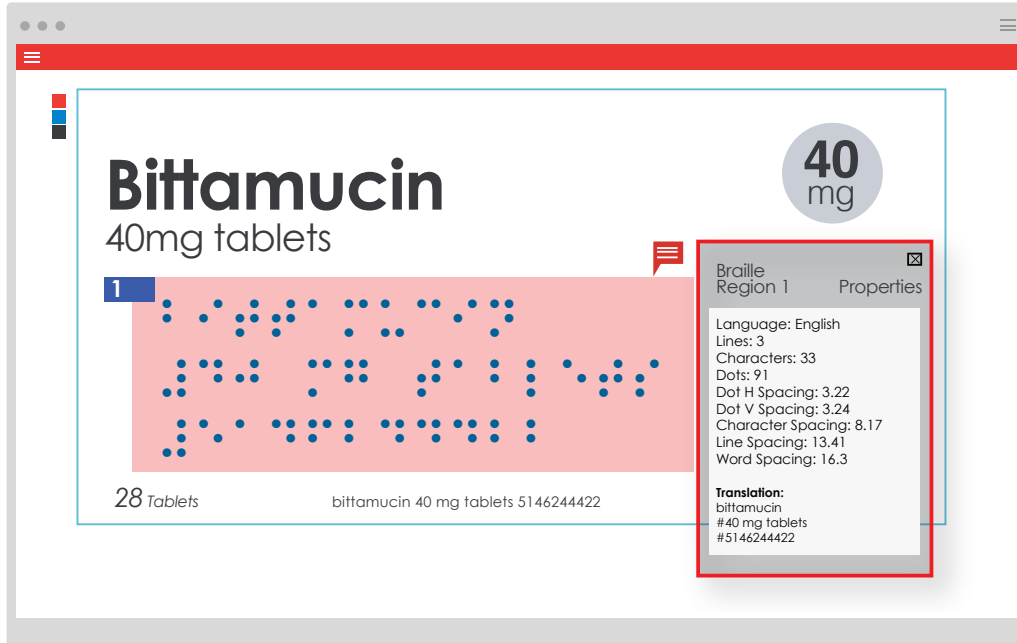 Bittamucin
40mg tablets
40
mg
1
Braille
Region 1 Properties
Language: English
Lines: 3
Characters: 33
Dots: 91
Dot H Spacing: 3.22
Dot V Spacing: 3.24
Character Spacing: 8.17
Line Spacing: 13.41
Word Spacing: 16.3
Translation:
bittamucin
#40 mg tablets
#5146244422
28 Tablets
bittamucin 40 mg tablets 5146244422